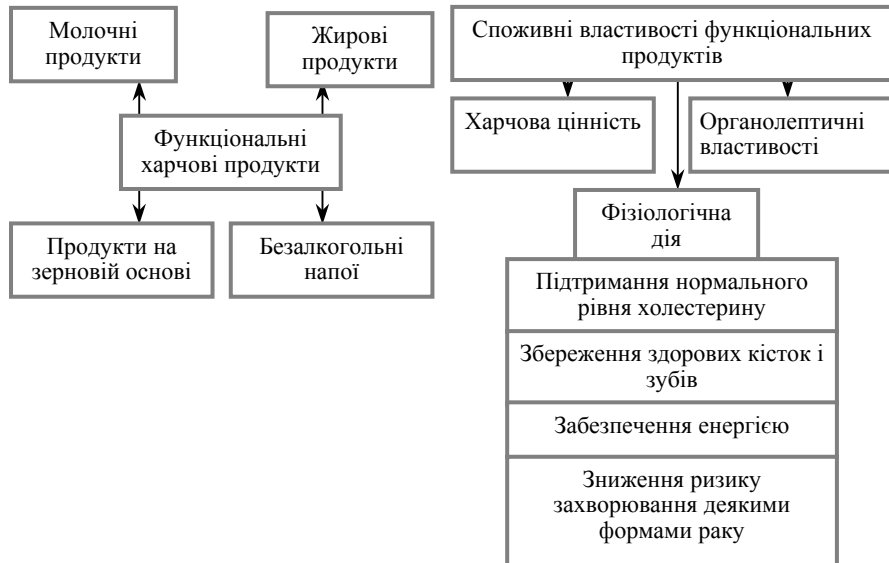 Молочні
продукти
Жирові
продукти
Функціональні
харчові продукти
Продукти на
зерновій основі
Безалкогольні
напої
Споживні властивості функціональних
продуктів
Харчова цінність
Органолептичні
властивості
Фізіологічна
дія
Підтримання нормального
рівня холестерину
Збереження здорових кісток і
зубів
Забезпечення енергією
Зниження ризику
захворювання деякими
формами раку